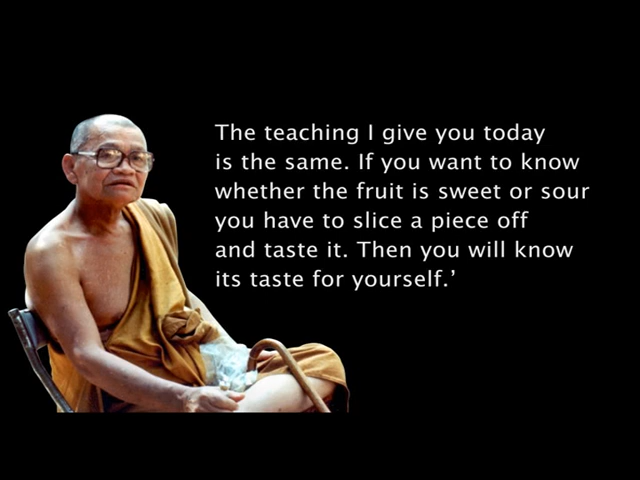 The teaching I give you today
is the same. If you want to know
whether the fruit is sweet or sour
you have to slice a piece off
and taste it. Then you will know
its taste for yourself.’